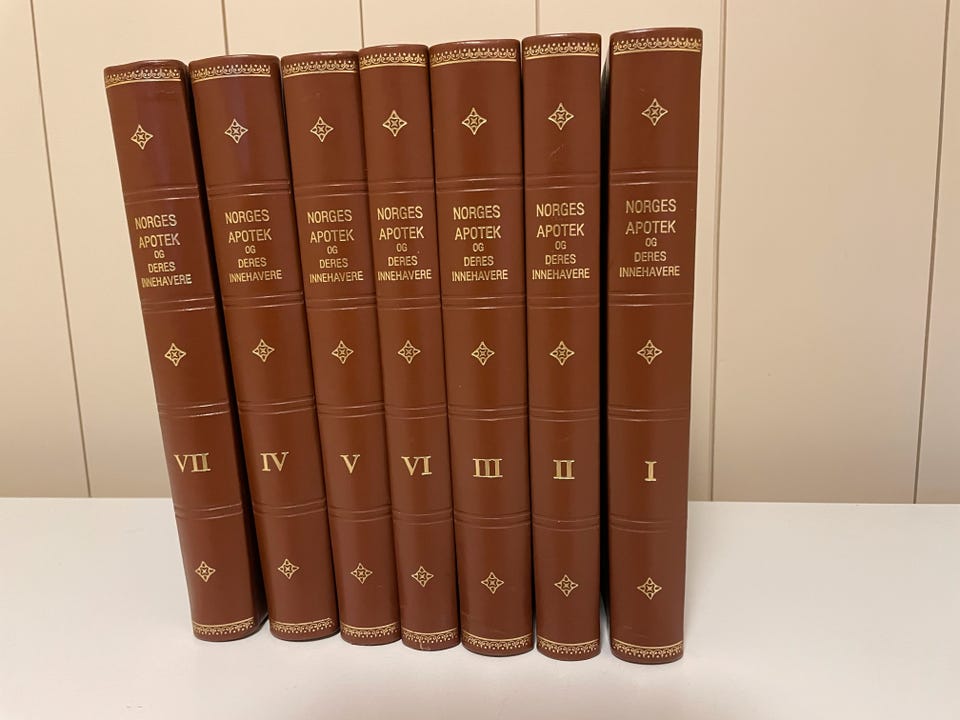 NORGES
APOTEK
OG
DERES
INNEHAVERE
VII
NORGES
APOTEK
OG
DERES
INNEHAVERE
IV
NORGES
APOTEK
OG
DERES
INNEHAVERE
V
NORGES
APOTEK
OG
DERES
INNEHAVERE
VI
NORGES
APOTEK
OG
DERES
INNEHAVERE
III
NORGES
APOTEK
OG
DERES
INNEHAVERE
II
NORGES
APOTEK
OG
DERES
INNEHAVERE
I